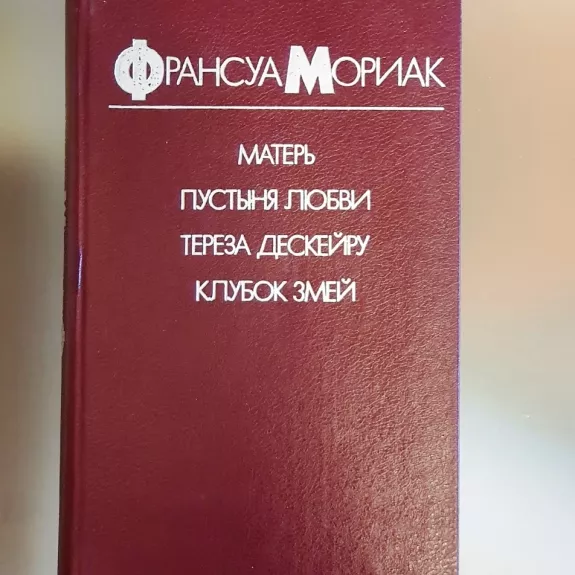 ФРАНСУА МОРИАК
МАТЕРЬ
ПУСТЫНЯ ЛЮБВИ
ТЕРЕЗА ДЕСКЕЙРУ
КЛУБОК ЗМЕЙ